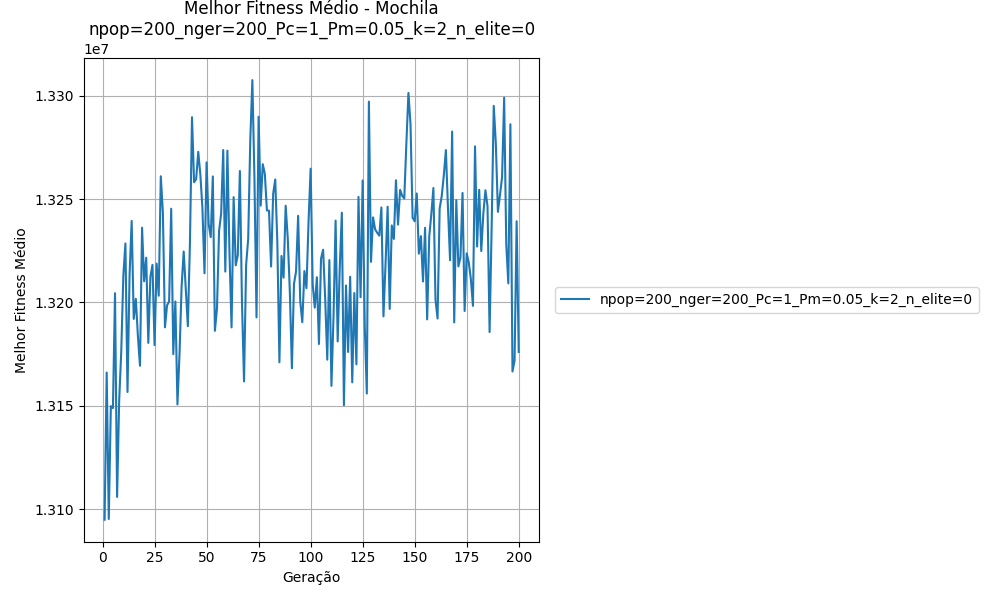 Melhor Fitness Médio - Mochila
npop=200_nger=200_Pc=1_Pm=0.05_k=2_n_elite=0
1e7
1.330
1.325
1.320
1.315
1.310
Melhor Fitness Médio
0 25 50 75 100 125 150 175 200
Geração
npop=200_nger=200_Pc=1_Pm=0.05_k=2_n_elite=0